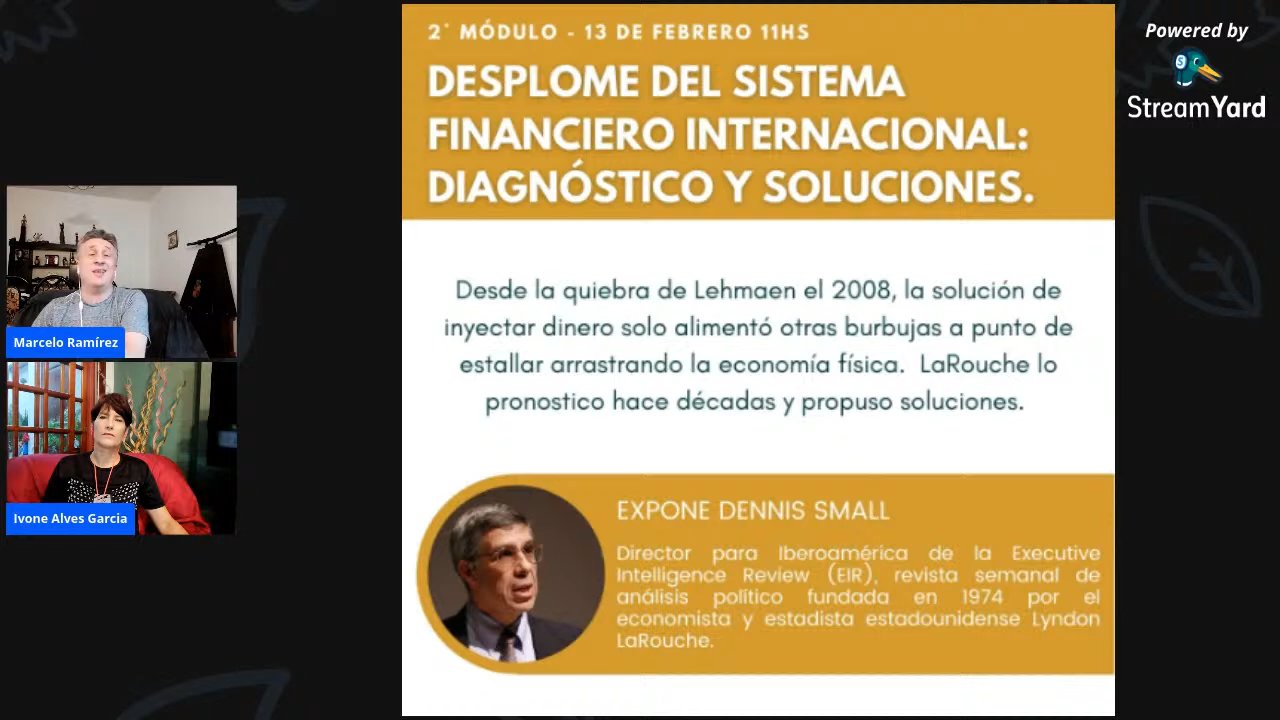 2° MÓDULO - 13 DE FEBRERO 11HS
DESPLOME DEL SISTEMA
FINANCIERO INTERNACIONAL:
DIAGNÓSTICO Y SOLUCIONES.
Desde la quiebra de Lehmaen el 2008, la solución de
inyectar dinero solo alimentó otras burbujas a punto de
estallar arrastrando la economía física. LaRouche lo
pronostico hace décadas y propuso soluciones.
EXPONE DENNIS SMALL
Director para Iberoamérica de la Executive
Intelligence Review (EIR), revista semanal de
análisis político fundada en 1974 por el
economista y estadista estadounidense Lyndon
LaRouche.
Marcelo Ramírez
Ivone Alves Garcia
Powered by
StreamYard